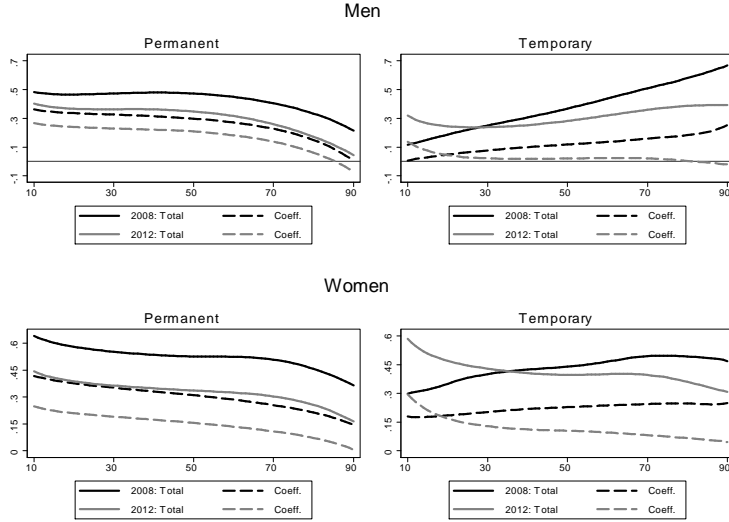 Men
Permanent Temporary
.7 .7
.5 .5
.3 .3
.1 .1
-.1 -.1
10 30 50 70 90 10 30 50 70 90
2008: Total Coeff. 2008: Total Coeff.
2012: Total Coeff. 2012: Total Coeff.
Women
Permanent Temporary
.6 .6
.45 .45
.3 .3
.15 .15
0 0
10 30 50 70 90 10 30 50 70 90
2008: Total Coeff. 2008: Total Coeff.
2012: Total Coeff. 2012: Total Coeff.